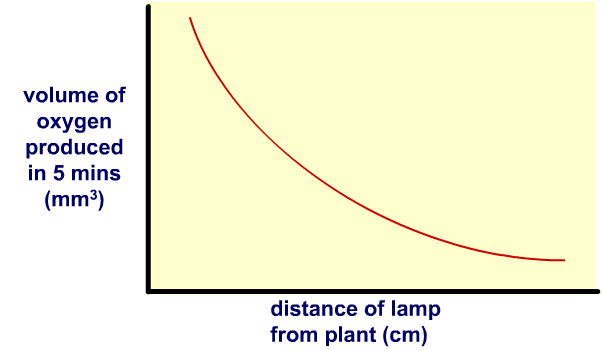 volume of
oxygen
produced
in 5 mins
(mm³)
distance of lamp
from plant (cm)